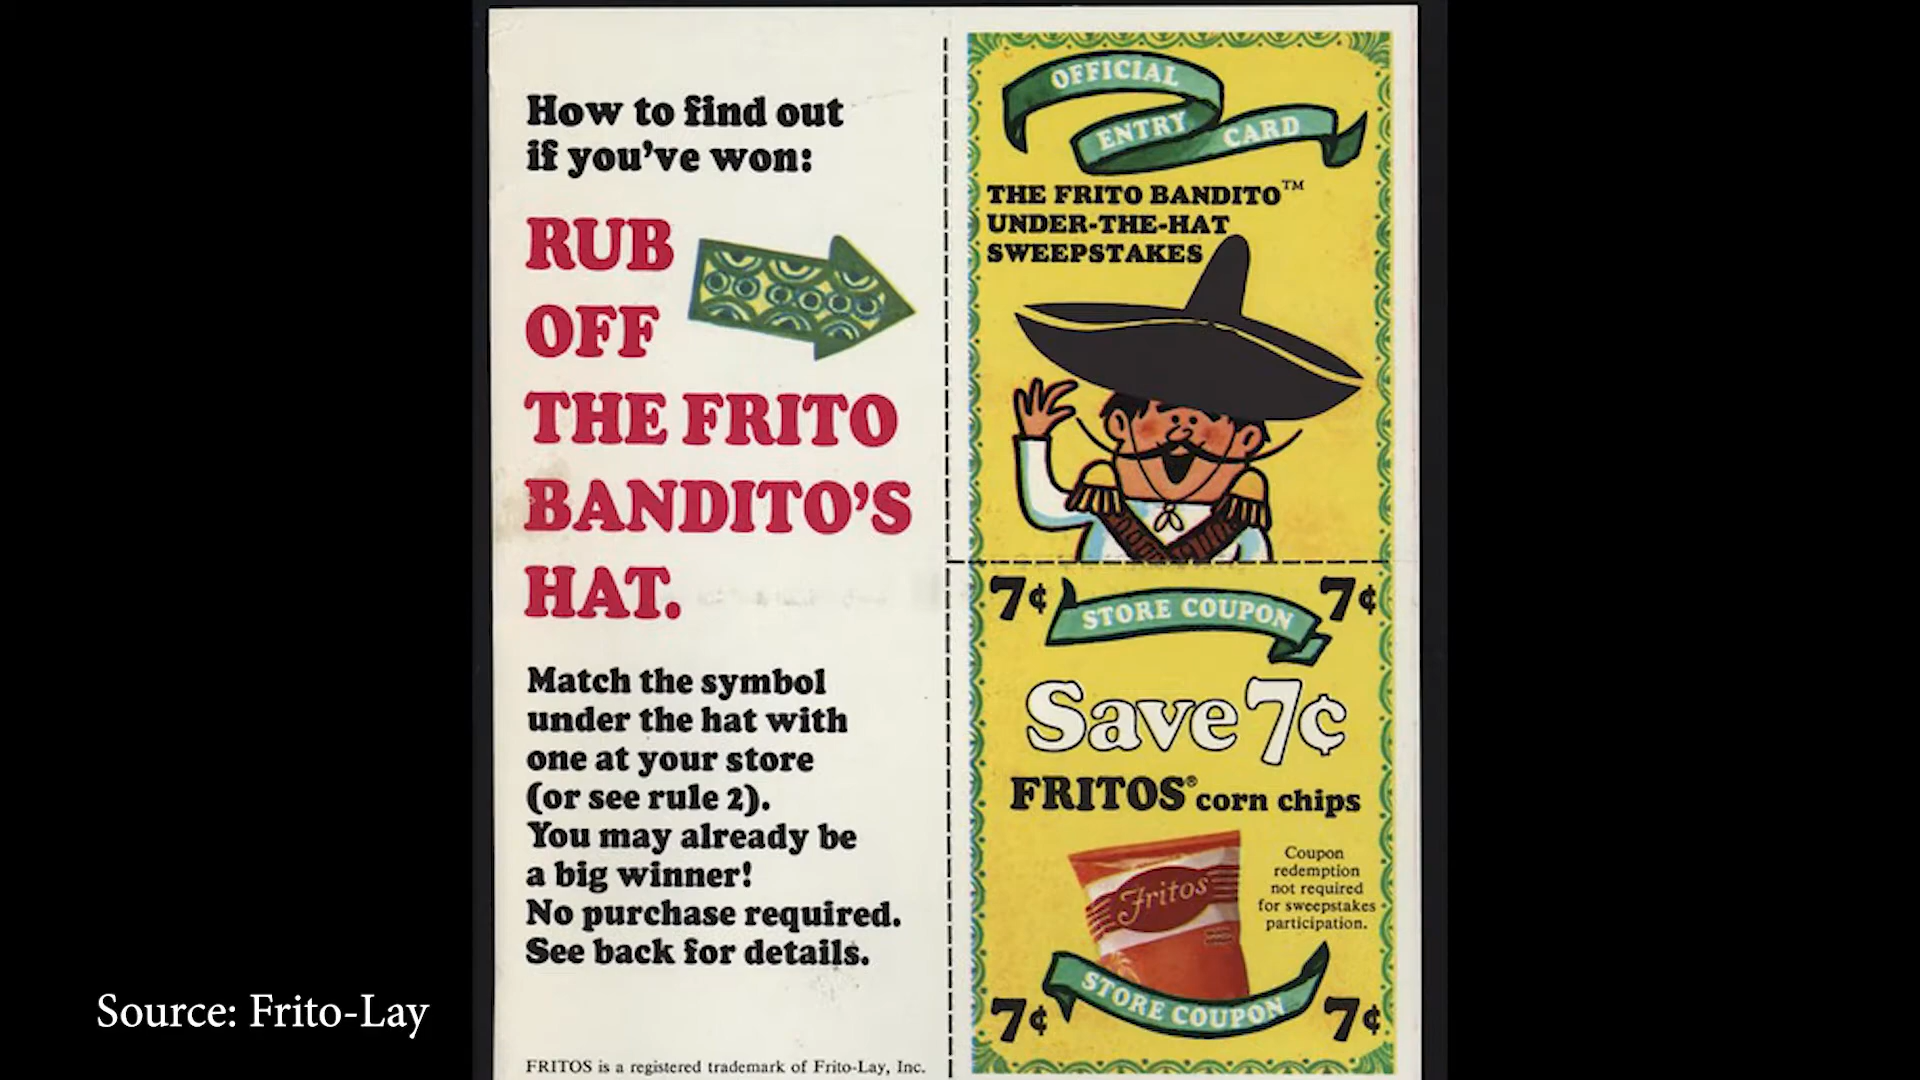 How to find out
if you've won:
RUB
OFF
THE FRITO
BANDITO'S
HAT.
Match the symbol
under the hat with
one at your store
(or see rule 2).
You may already be
a big winner!
No purchase required.
See back for details.
FRITOS is a registered trademark of Frito-Lay, Inc.
OFFICIAL
ENTRY CARD
THE FRITO BANDITO™
UNDER-THE-HAT
SWEEPSTAKES
7¢ STORE COUPON 7¢
Save 7¢
FRITOS® corn chips
Fritos
Coupon
redemption
not required
for sweepstakes
participation.
7¢ STORE COUPON 7¢
Source: Frito-Lay